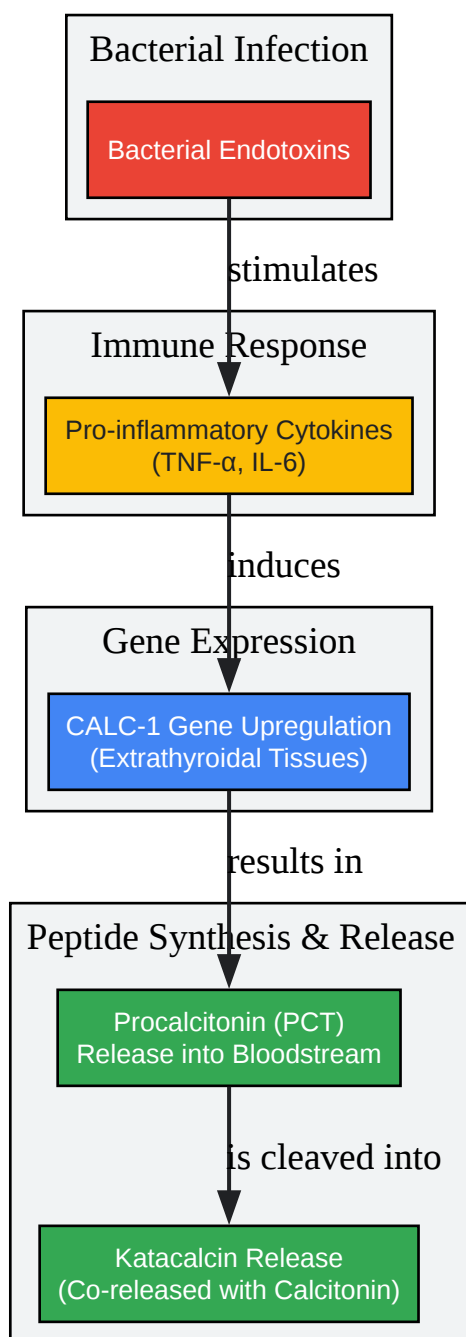 Bacterial Infection
Bacterial Endotoxins
stimulates
Immune Response
Pro-inflammatory Cytokines
(TNF-α, IL-6)
induces
Gene Expression
CALC-1 Gene Upregulation
(Extrathyroidal Tissues)
results in
Peptide Synthesis & Release
Procalcitonin (PCT)
Release into Bloodstream
is cleaved into
Katacalcin Release
(Co-released with Calcitonin)